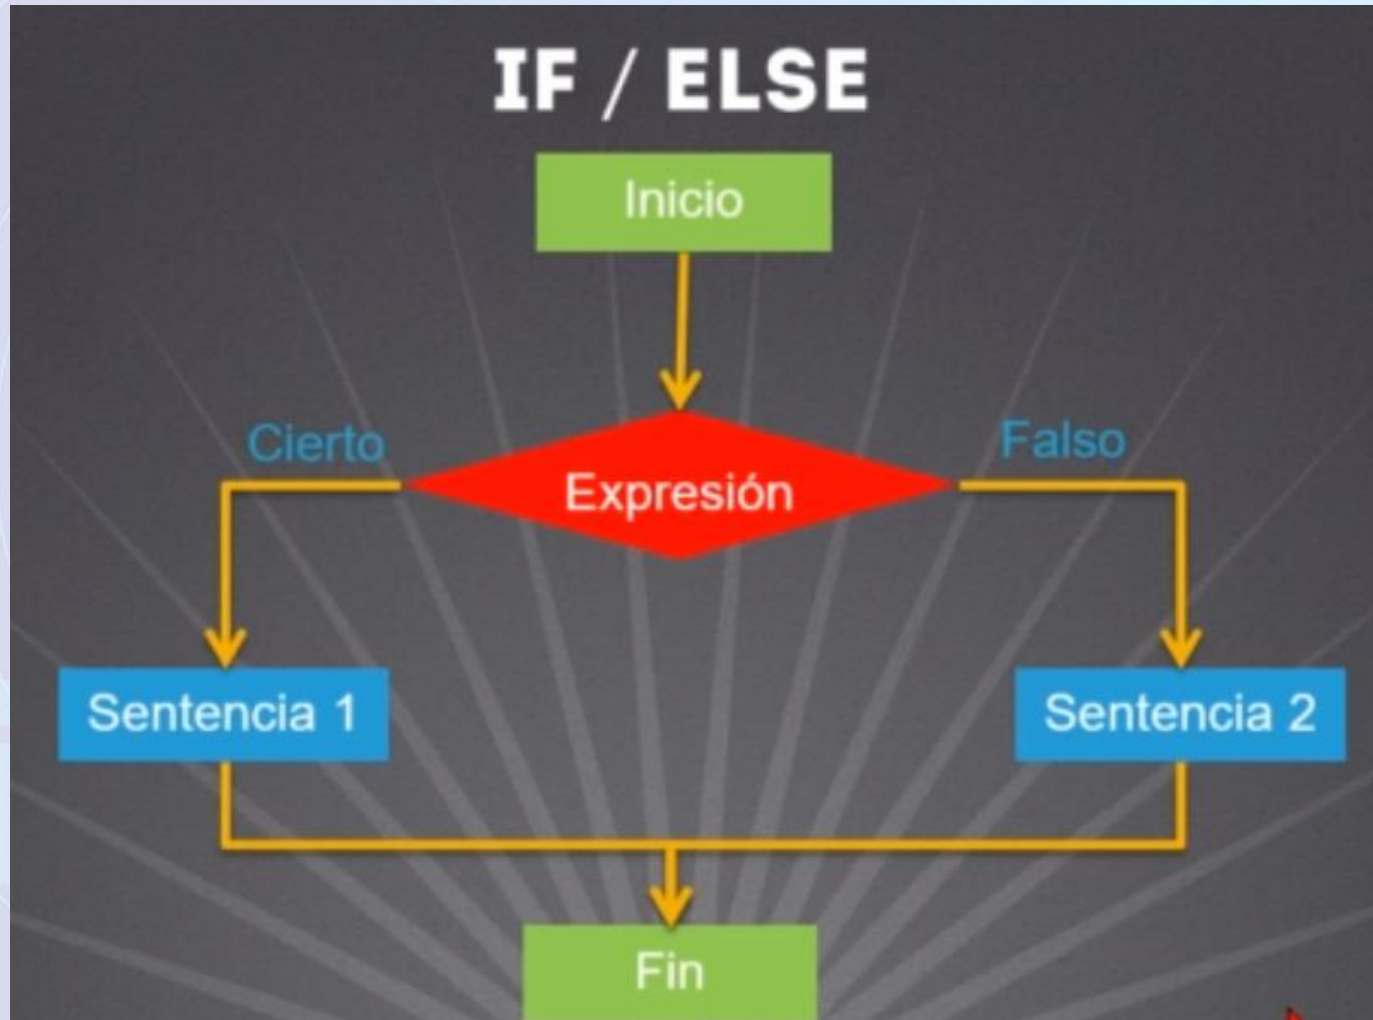 IF / ELSE
Inicio
Cierto
Falso
Expresión
Sentencia 1
Sentencia 2
Fin